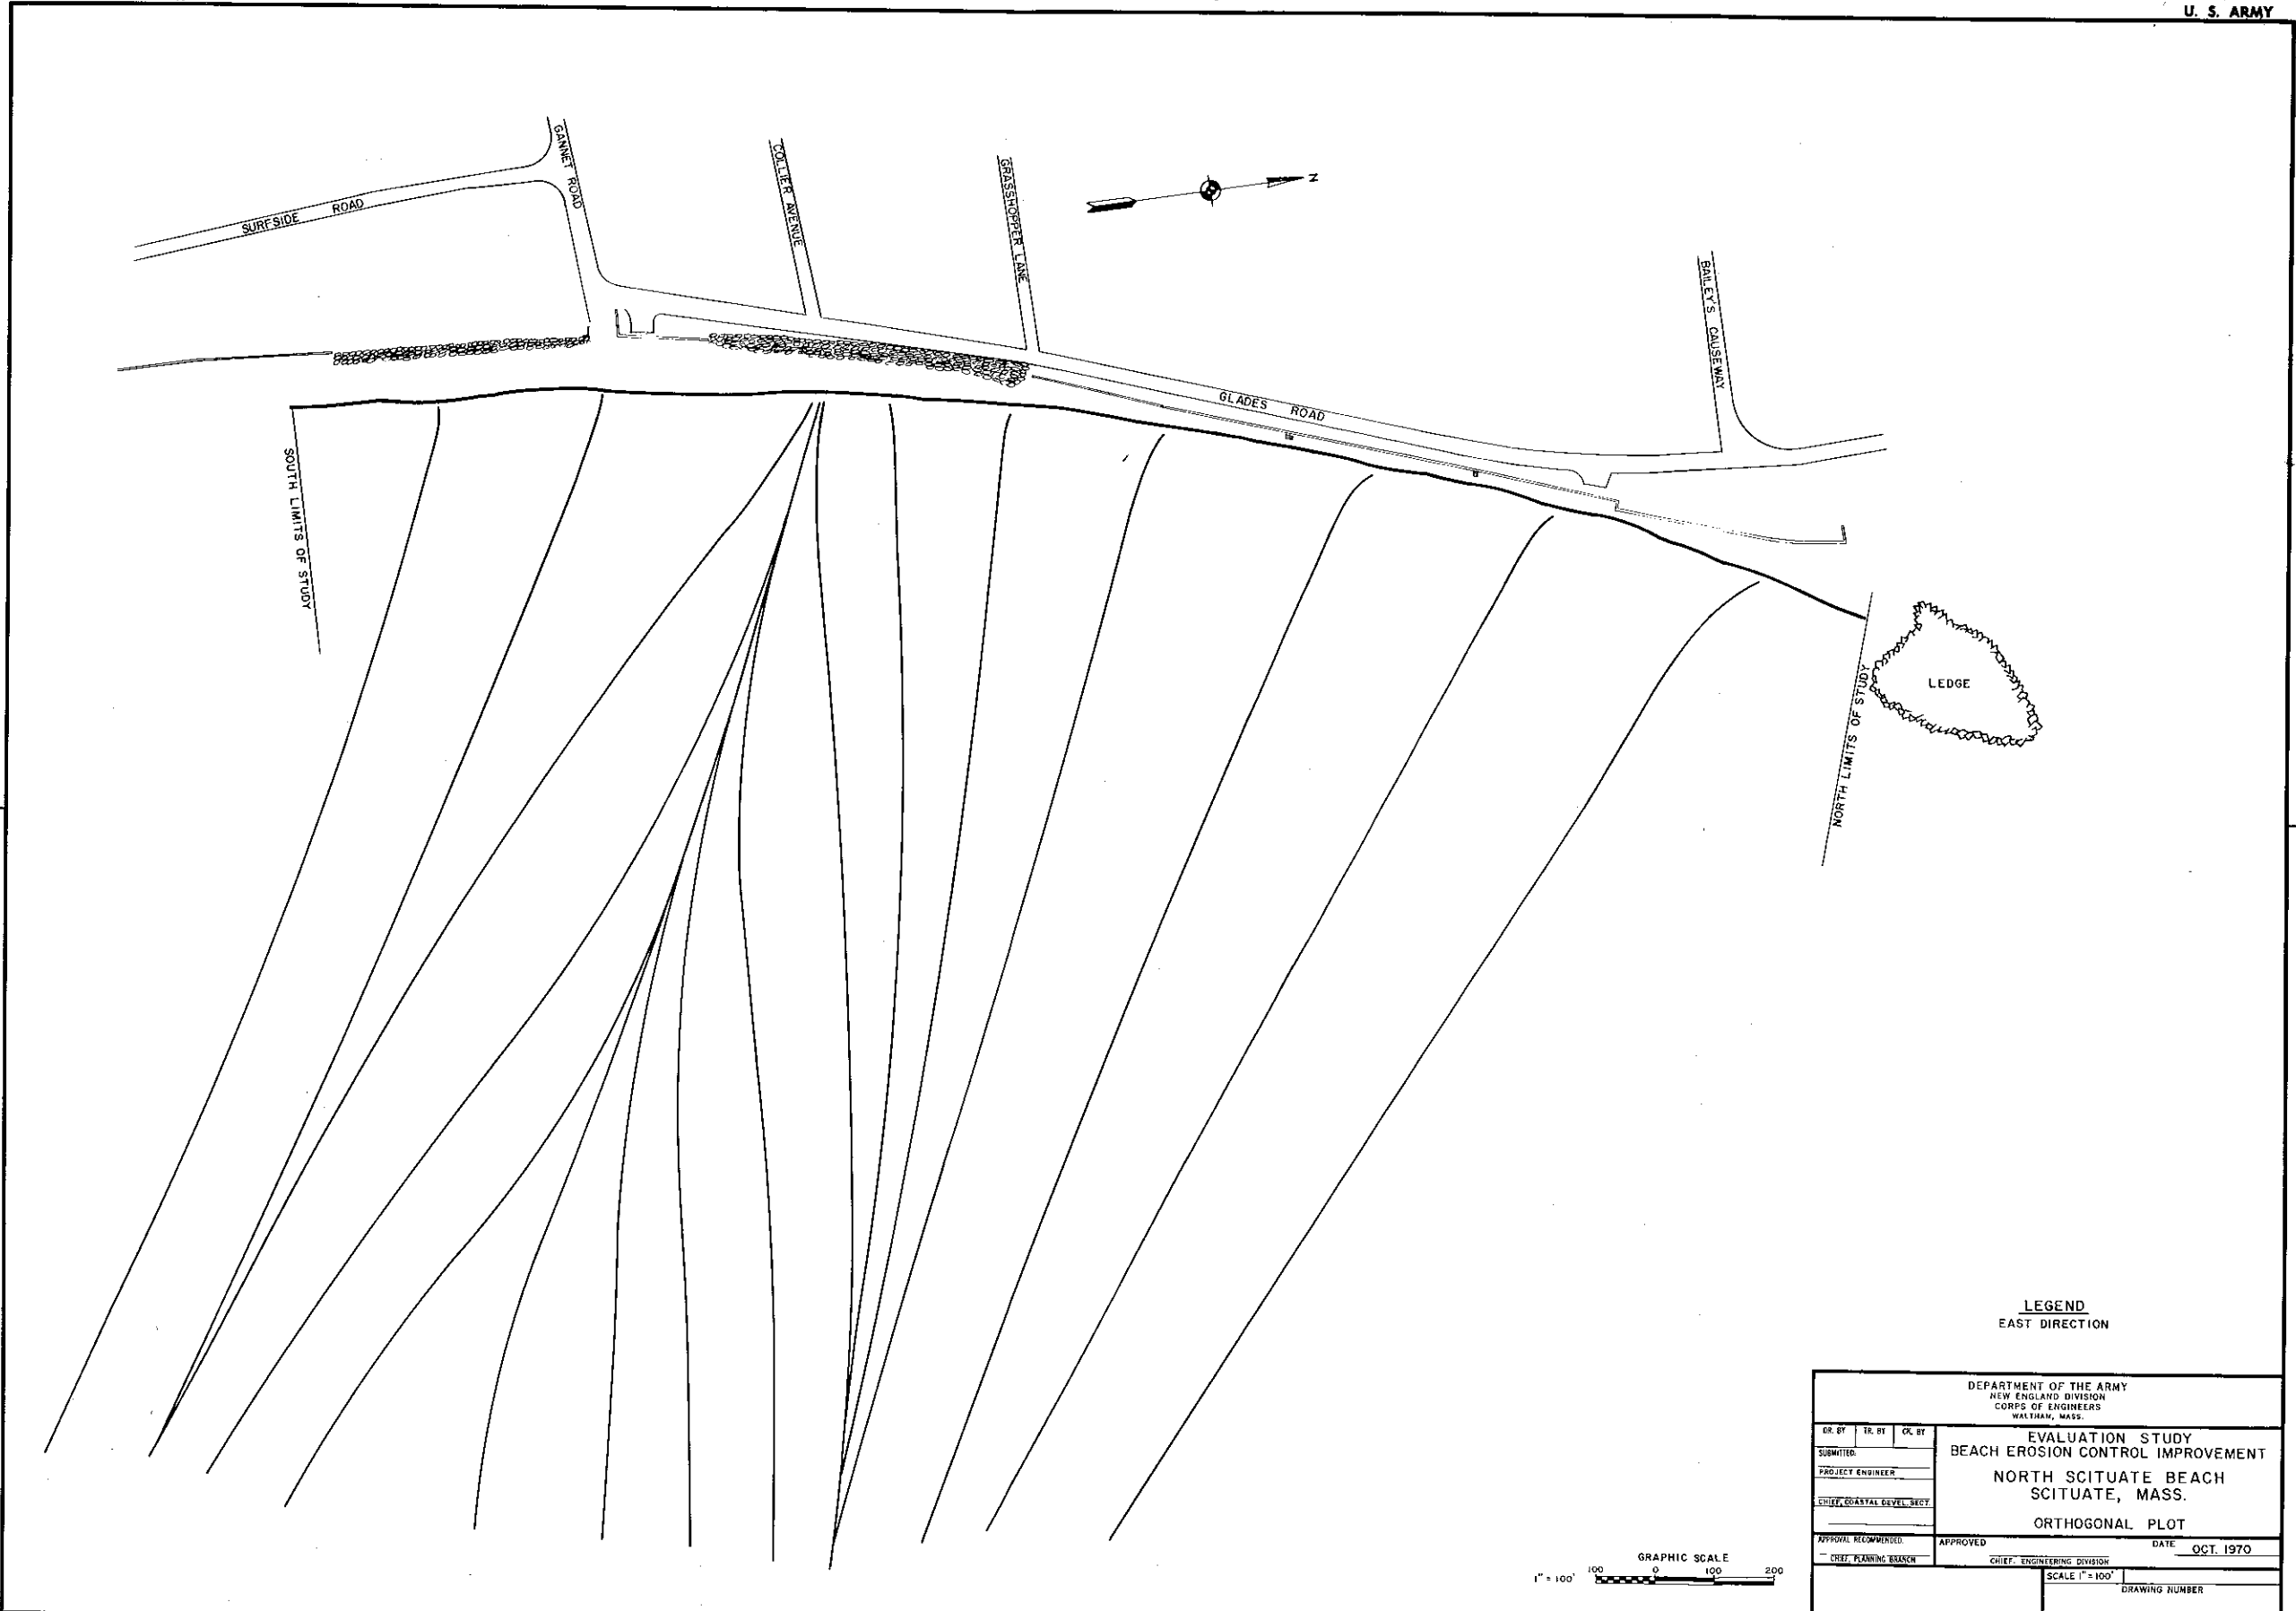 U. S. ARMY
GANNET ROAD
COLLIER AVENUE
GRASSHOPPER LANE
N
SURFSIDE ROAD
BAILEY'S CAUSEWAY
GLADES ROAD
SOUTH LIMITS OF STUDY
LEDGE
NORTH LIMITS OF STUDY
LEGEND
EAST DIRECTION
DEPARTMENT OF THE ARMY
NEW ENGLAND DIVISION
CORPS OF ENGINEERS
WALTHAM, MASS.
DR. BY TR. BY CK. BY
SUBMITTED:
PROJECT ENGINEER
CHIEF, COASTAL DEVEL. SECT.
EVALUATION STUDY
BEACH EROSION CONTROL IMPROVEMENT
NORTH SCITUATE BEACH
SCITUATE, MASS.
ORTHOGONAL PLOT
APPROVAL RECOMMENDED:
CHIEF, PLANNING BRANCH
APPROVED
DATE OCT. 1970
CHIEF, ENGINEERING DIVISION
SCALE 1" = 100'
DRAWING NUMBER
GRAPHIC SCALE
1" = 100' 100 0 100 200